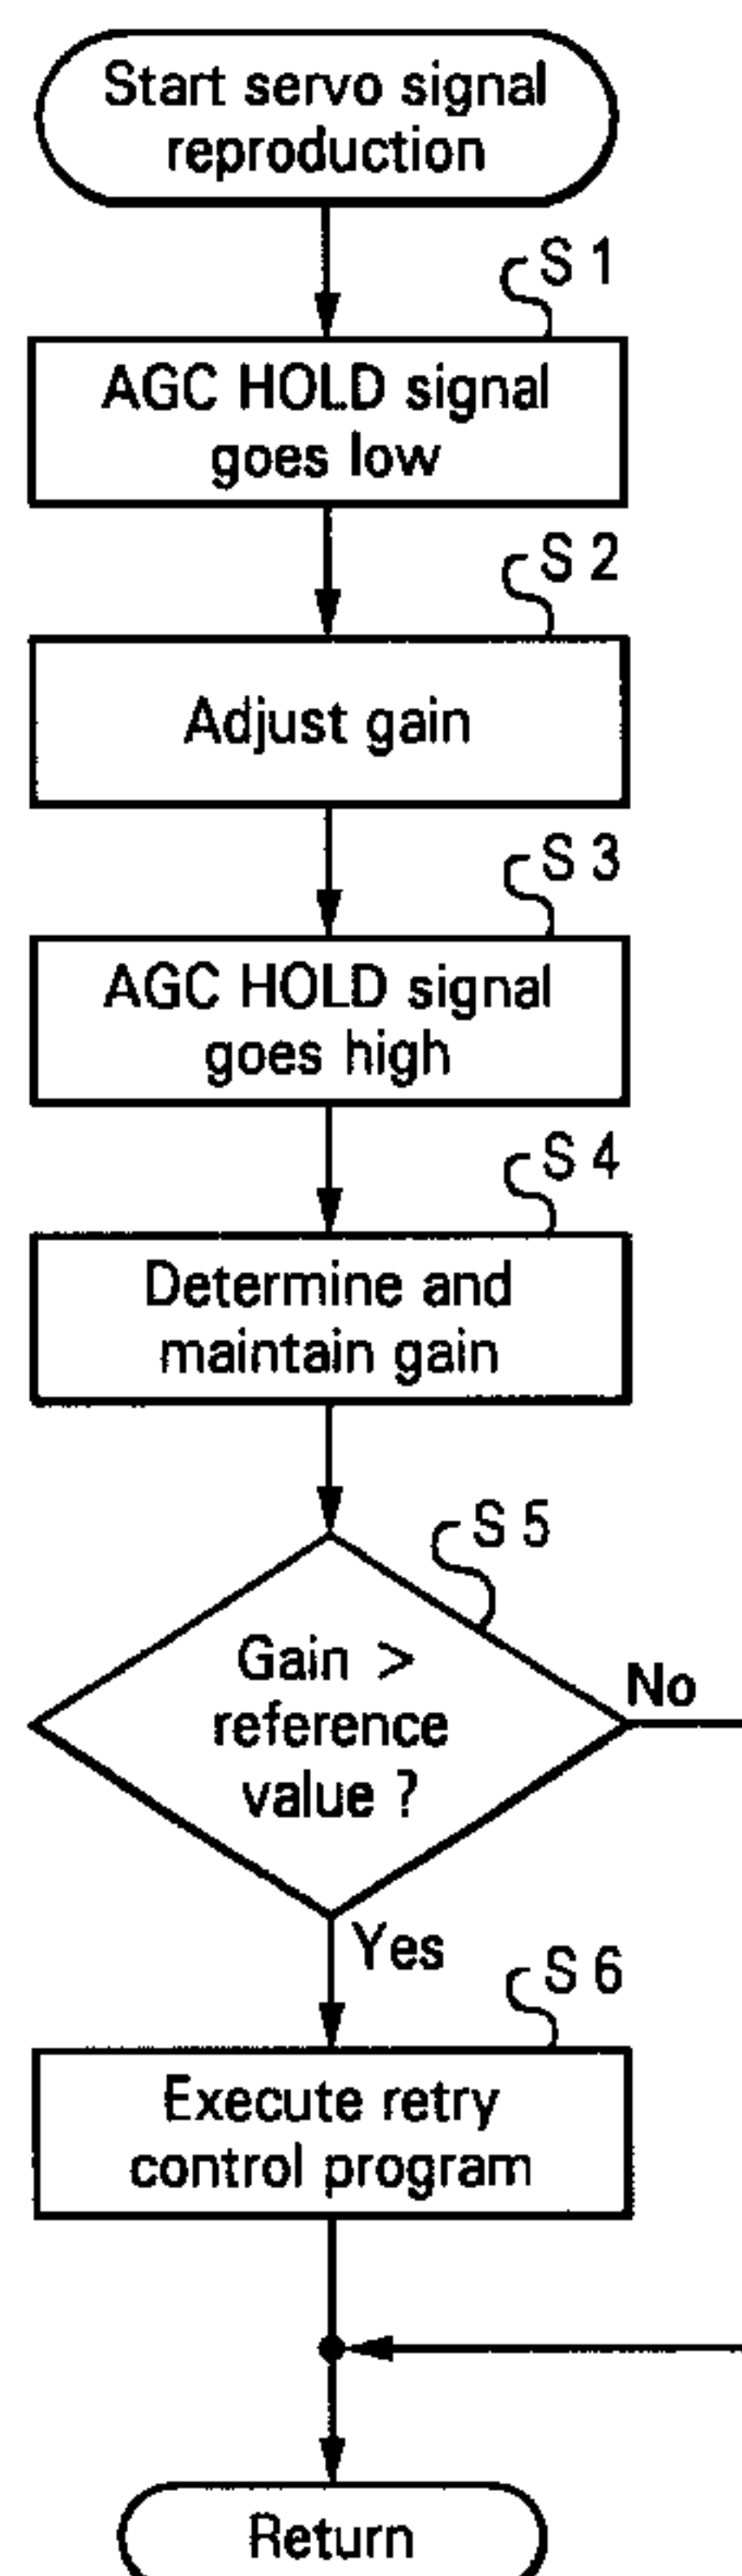 Start servo signal
reproduction
S 1
AGC HOLD signal
goes low
S 2
Adjust gain
S 3
AGC HOLD signal
goes high
S 4
Determine and
maintain gain
S 5
Gain >
reference
value ?
No
Yes
S 6
Execute retry
control program
Return